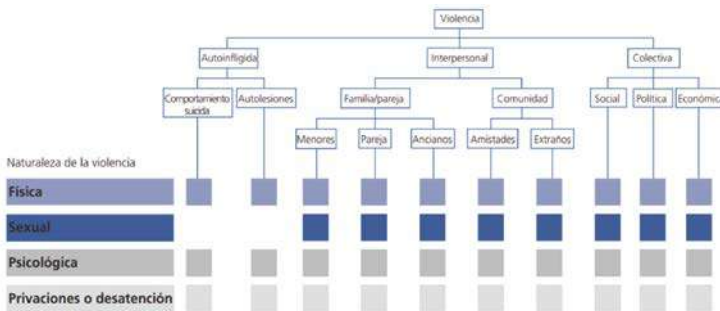 Violencia
Autoinfligida
Interpersonal
Colectiva
Comportamiento
suicida
Autolesiones
Familia/pareja
Comunidad
Social
Política
Económica
Menores
Pareja
Ancianos
Amistades
Extraños
Naturaleza de la violencia
Física
Sexual
Psicológica
Privaciones o desatención